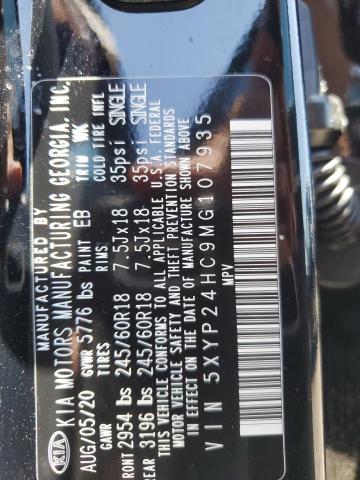 MANUFACTURED BY
KIA KIA MOTORS MANUFACTURING GEORGIA, INC.
AUG/05/20 GVWR 5776 lbs PAINT EB TRIM WK
GAWR TIRES RIMS COLD TIRE INFL
RONT 2954 lbs 245/60R18 7.5Jx18 35psi SINGLE
REAR 3196 lbs 245/60R18 7.5Jx18 35psi SINGLE
THIS VEHICLE CONFORMS TO ALL APPLICABLE U.S.A. FEDERAL
MOTOR VEHICLE SAFETY AND THEFT PREVENTION STANDARDS
IN EFFECT ON THE DATE OF MANUFACTURE SHOWN ABOVE
VIN 5XYP24HC9MG107935
MPV